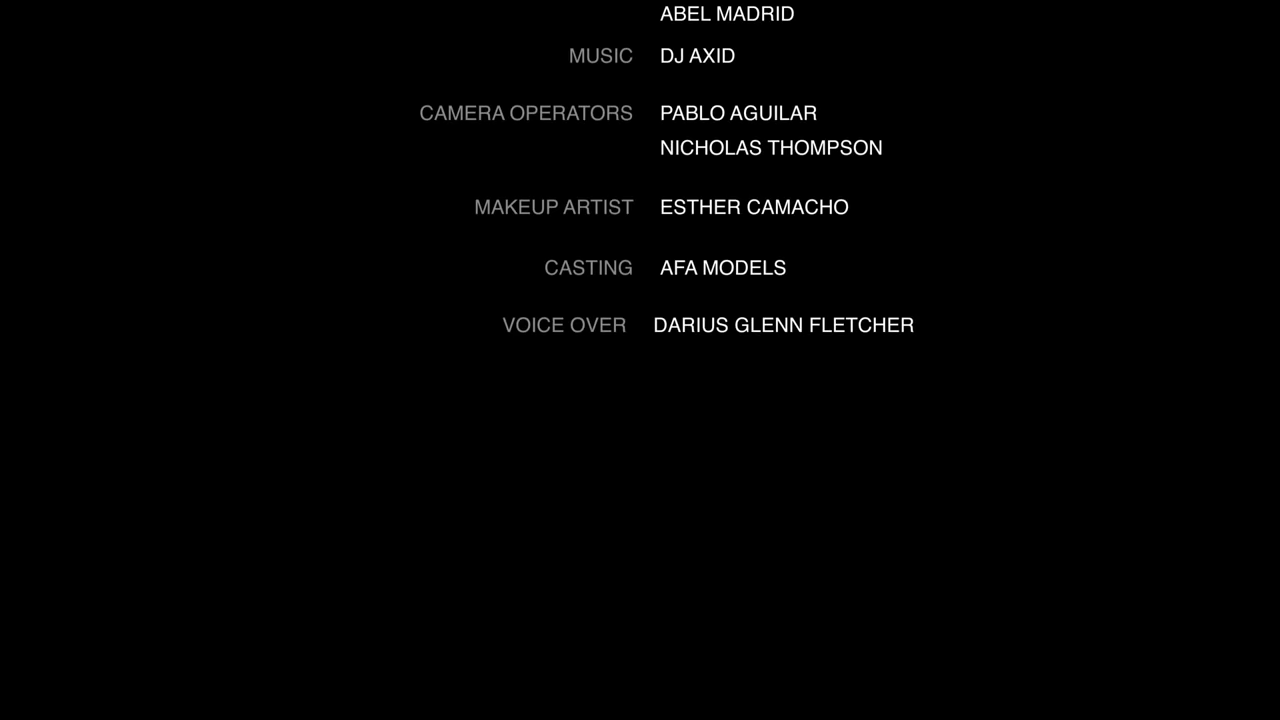 ABEL MADRID
MUSIC DJ AXID
CAMERA OPERATORS PABLO AGUILAR
NICHOLAS THOMPSON
MAKEUP ARTIST ESTHER CAMACHO
CASTING AFA MODELS
VOICE OVER DARIUS GLENN FLETCHER